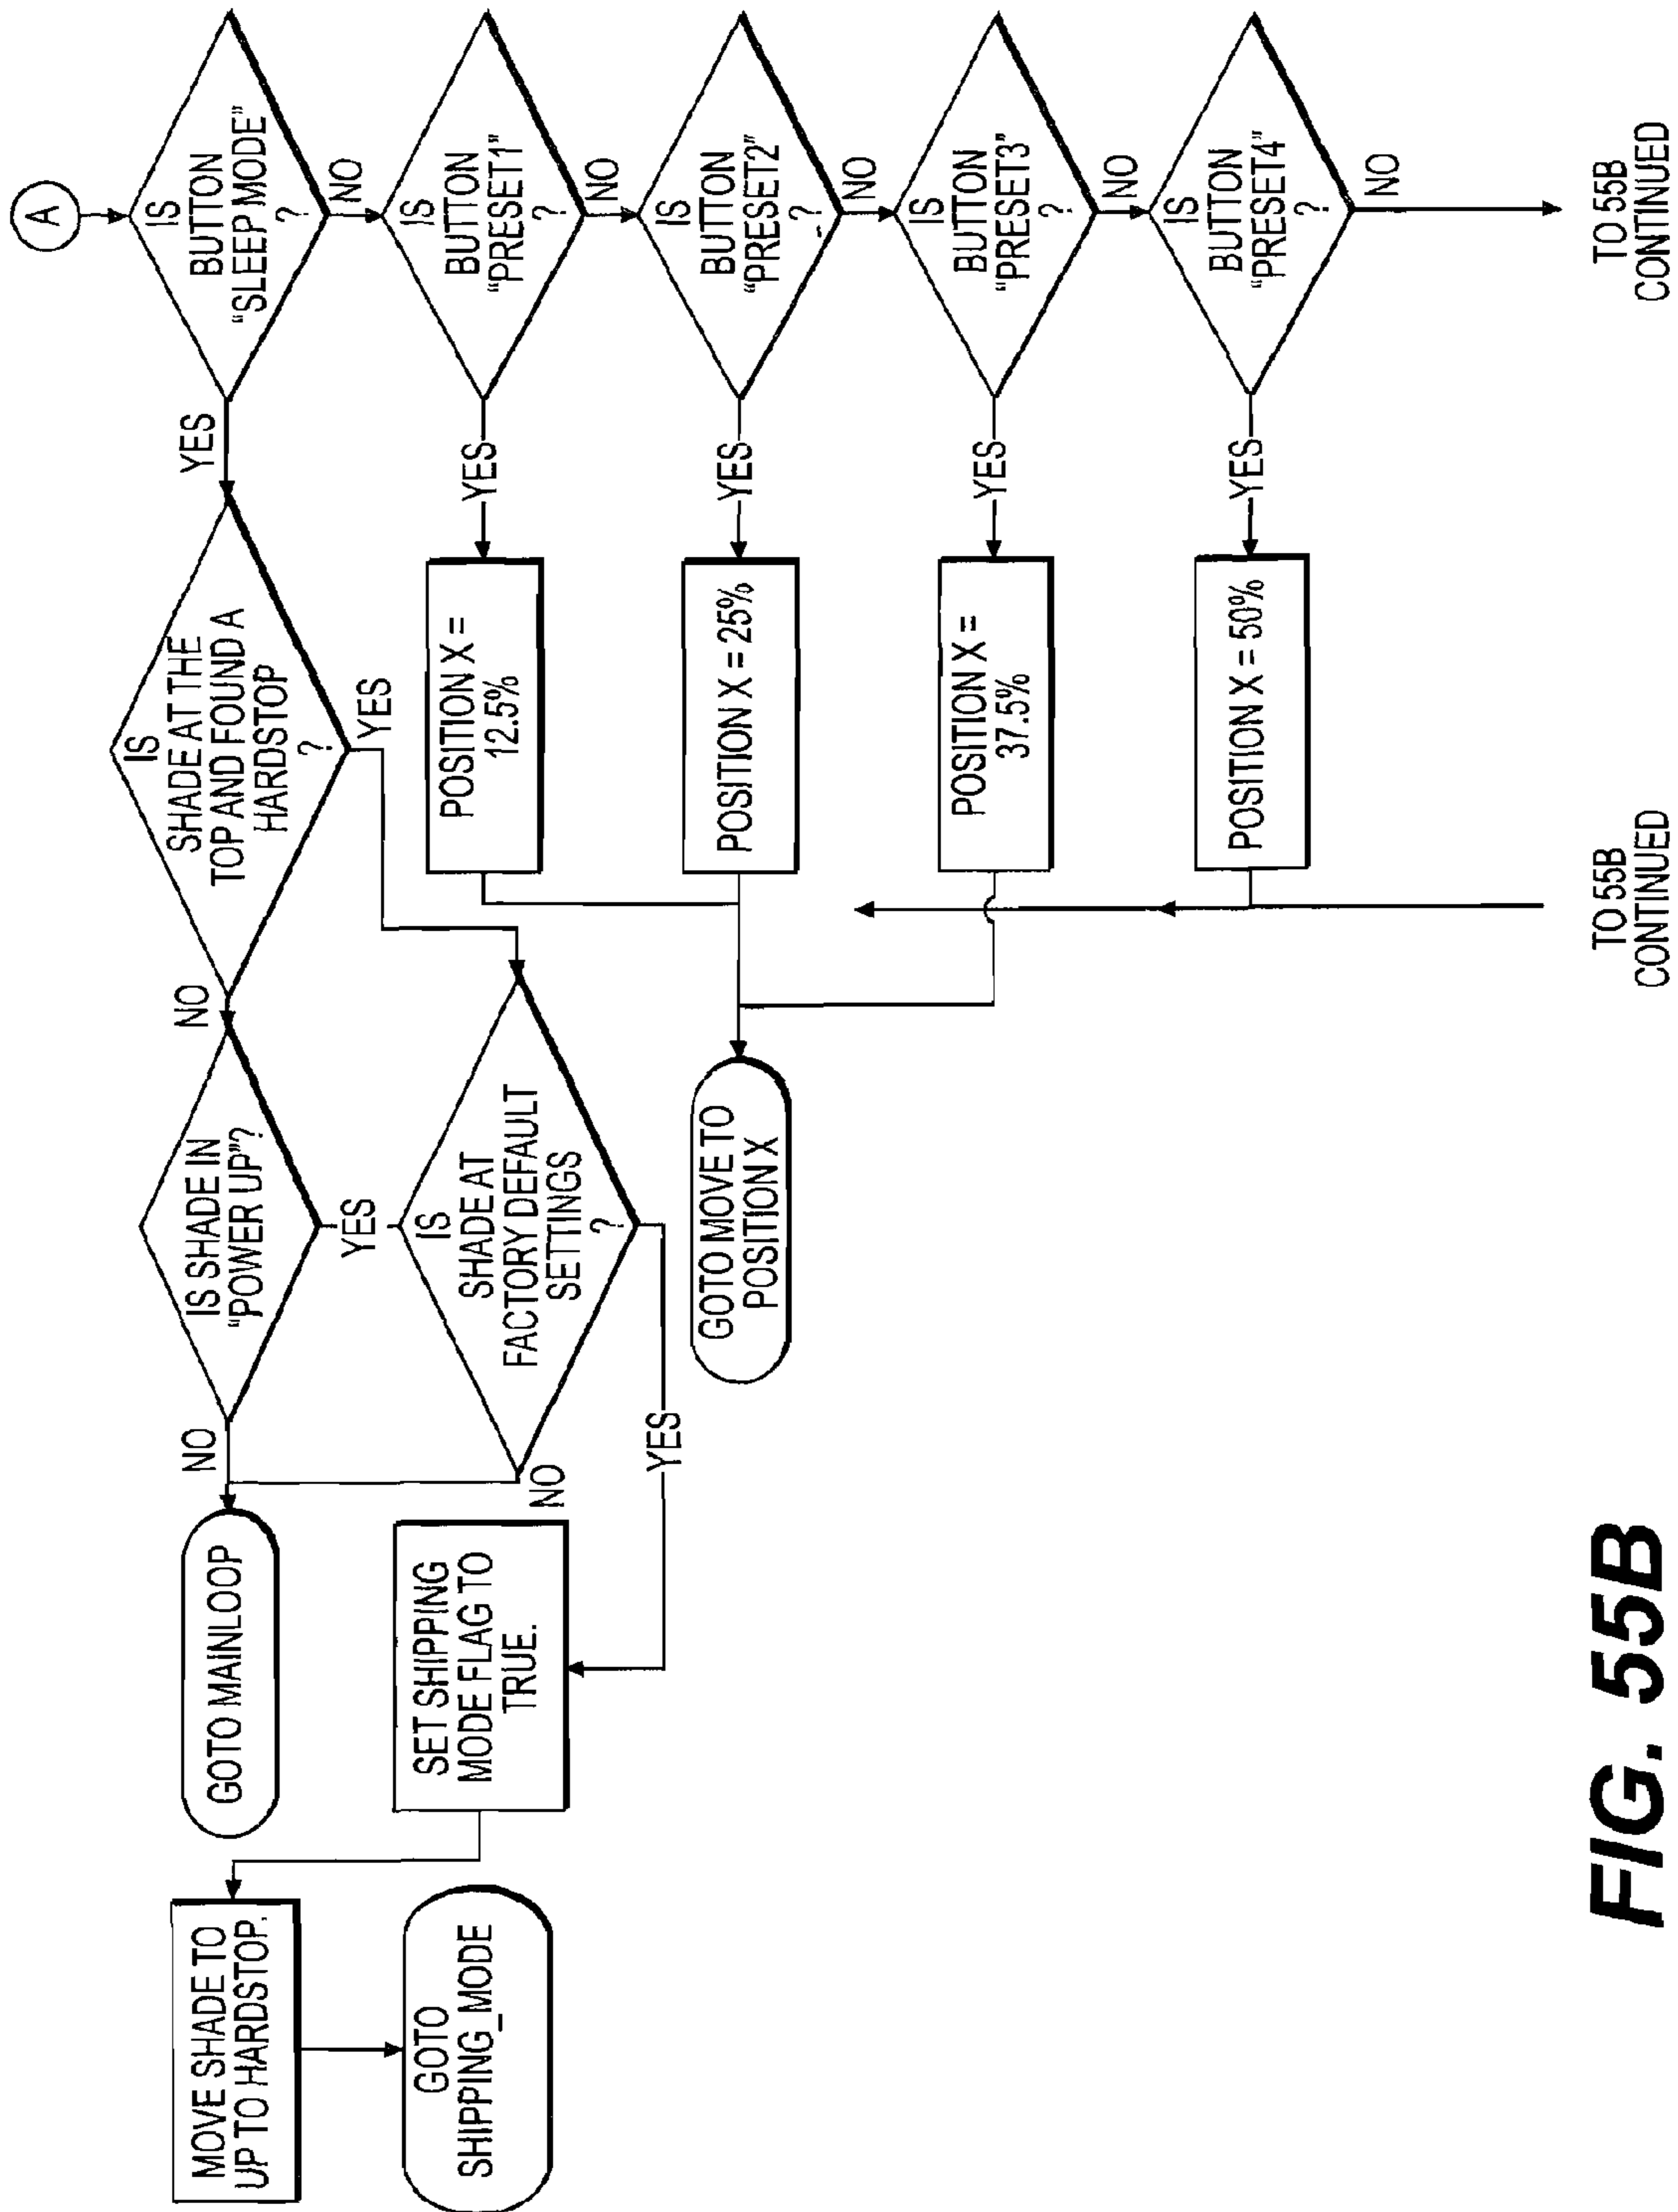 A
IS
BUTTON
“SLEEP MODE”
?
YES
NO
IS
SHADE AT THE
TOP AND FOUND A
HARDSTOP
?
NO
YES
IS SHADE IN
“POWER UP”?
NO
YES
GOTO MAINLOOP
IS
SHADE AT
FACTORY DEFAULT
SETTINGS
?
NO
YES
SET SHIPPING
MODE FLAG TO
TRUE.
MOVE SHADE TO
UP TO HARDSTOP.
GOTO
SHIPPING_MODE
IS
BUTTON
“PRESET1”
?
YES
NO
POSITION X =
12.5%
IS
BUTTON
“PRESET2”
?
YES
NO
POSITION X = 25%
GOTO MOVE TO
POSITION X
IS
BUTTON
“PRESET3”
?
YES
NO
POSITION X =
37.5%
IS
BUTTON
“PRESET4”
?
YES
NO
POSITION X = 50%
TO 55B
CONTINUED
TO 55B
CONTINUED
FIG. 55B